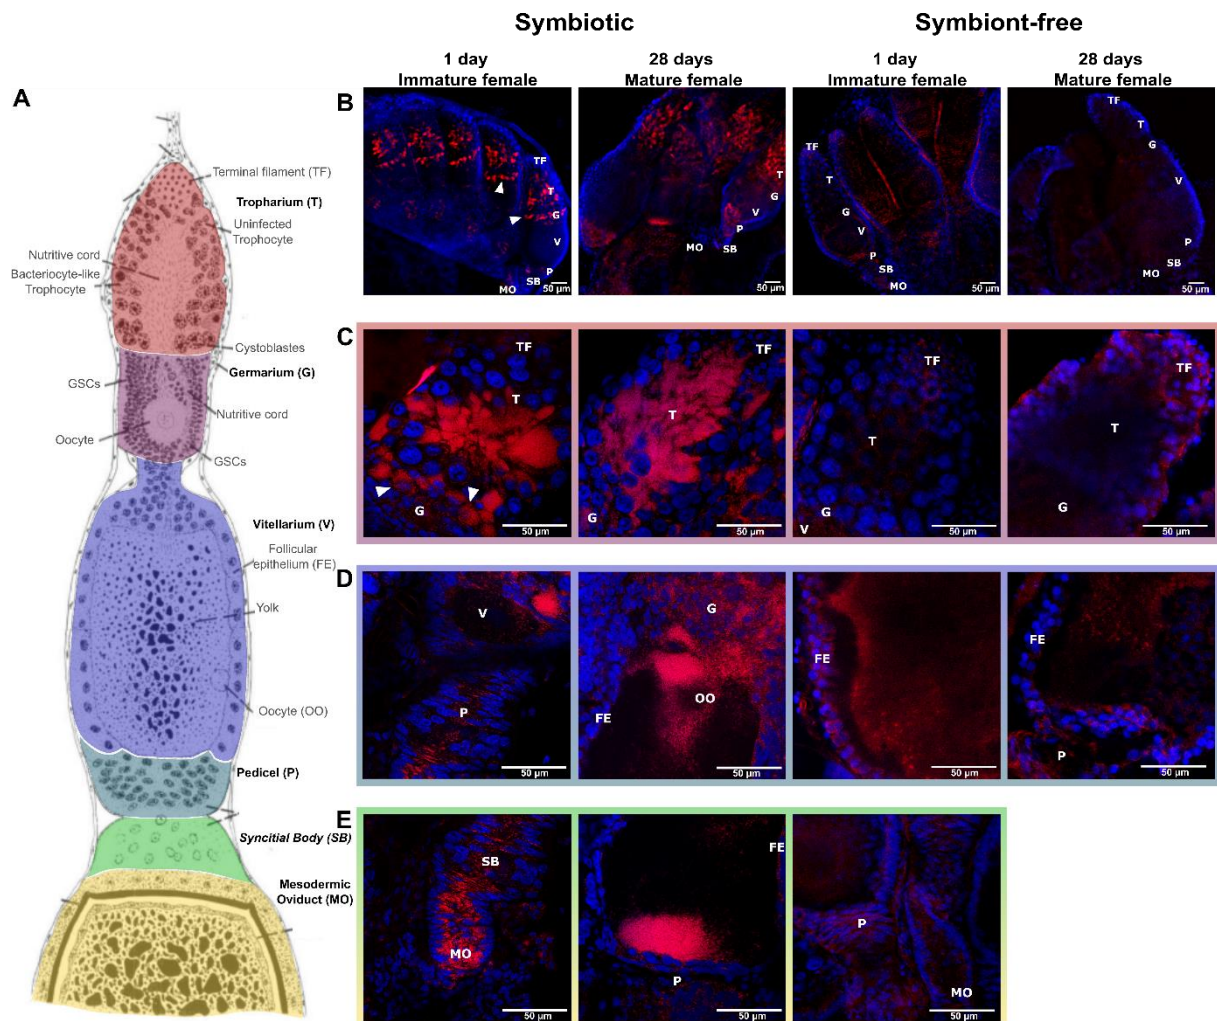 Symbiotic
Symbiont-free
1 day
Immature female
28 days
Mature female
1 day
Immature female
28 days
Mature female
A
Terminal filament (TF)
Tropharium (T)
Uninfected
Trophocyte
Nutritive cord
Bacteriocyte-like
Trophocyte
Cystoblastes
Germarium (G)
GSCs
Nutritive cord
Oocyte
GSCs
Vitellarium (V)
Follicular
epithelium (FE)
Yolk
Oocyte (OO)
Pedicel (P)
Syncitial Body (SB)
Mesodermic
Oviduct (MO)
B
TF
T
G
V
P
SB
MO
50 µm
T
G
V
P
SB
MO
50 µm
TF
T
G
V
P
SB
MO
50 µm
TF
T
G
V
P
SB
MO
50 µm
C
TF
T
G
50 µm
TF
T
G
50 µm
TF
T
G
V
50 µm
TF
T
G
50 µm
D
V
P
50 µm
G
FE
OO
50 µm
FE
50 µm
FE
P
50 µm
E
SB
MO
50 µm
FE
P
50 µm
P
MO
50 µm